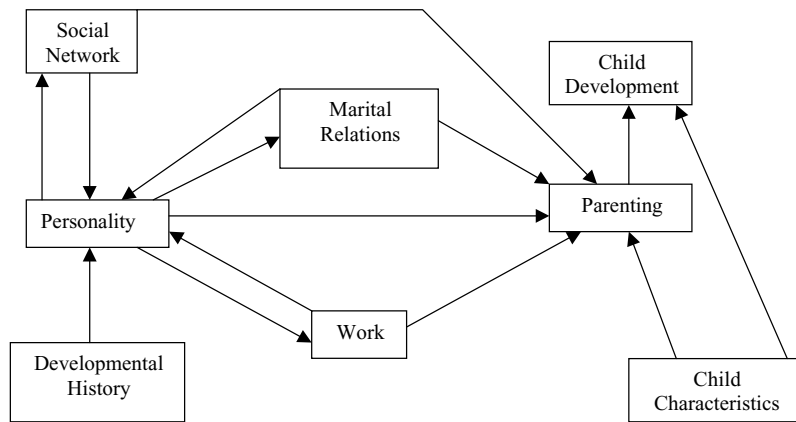 Social
Network
Child
Development
Marital
Relations
Personality
Parenting
Work
Developmental
History
Child
Characteristics